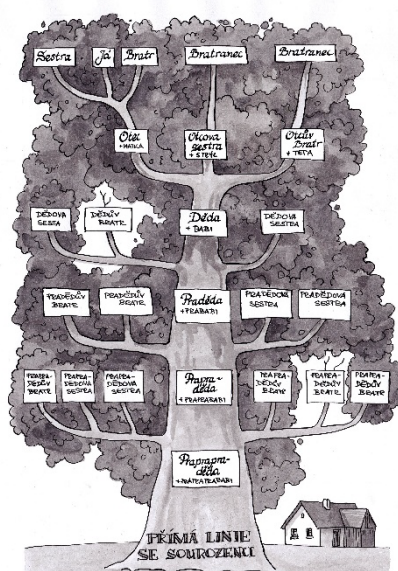 Sestra
Já
Bratr
Bratranec
Bratranec
Otec
+ MATKA
Otcova
sestra
+ STRÝC
Otcův
Bratr
+ TETA
DĚDOVA
SESTA
DĚDŮV
BRATR
Děda
+ BABI
DĚDOVA
SESTRA
PRADĚDŮV
BRATR
PRADĚDŮV
BRATR
Praděda
+ PRABABI
PRADĚDOVA
SESTRA
PRADĚDOVA
SESTRA
PRAPRA-
DĚDŮV
BRATR
PRAPRA-
DĚDOVA
SESTRA
PRAPRA-
DĚDOVA
SESTRA
Prapra-
děda
+ PRAPRABABI
PRAPRA-
DĚDŮV
BRATR
PRAPRA-
DĚDŮV
BRATR
PRAPRA-
DĚDŮV
BRATR
Praprapra-
děda
+ PRAPRAPRABABI
PŘÍMÁ LINIE
SE SOUROZENCI